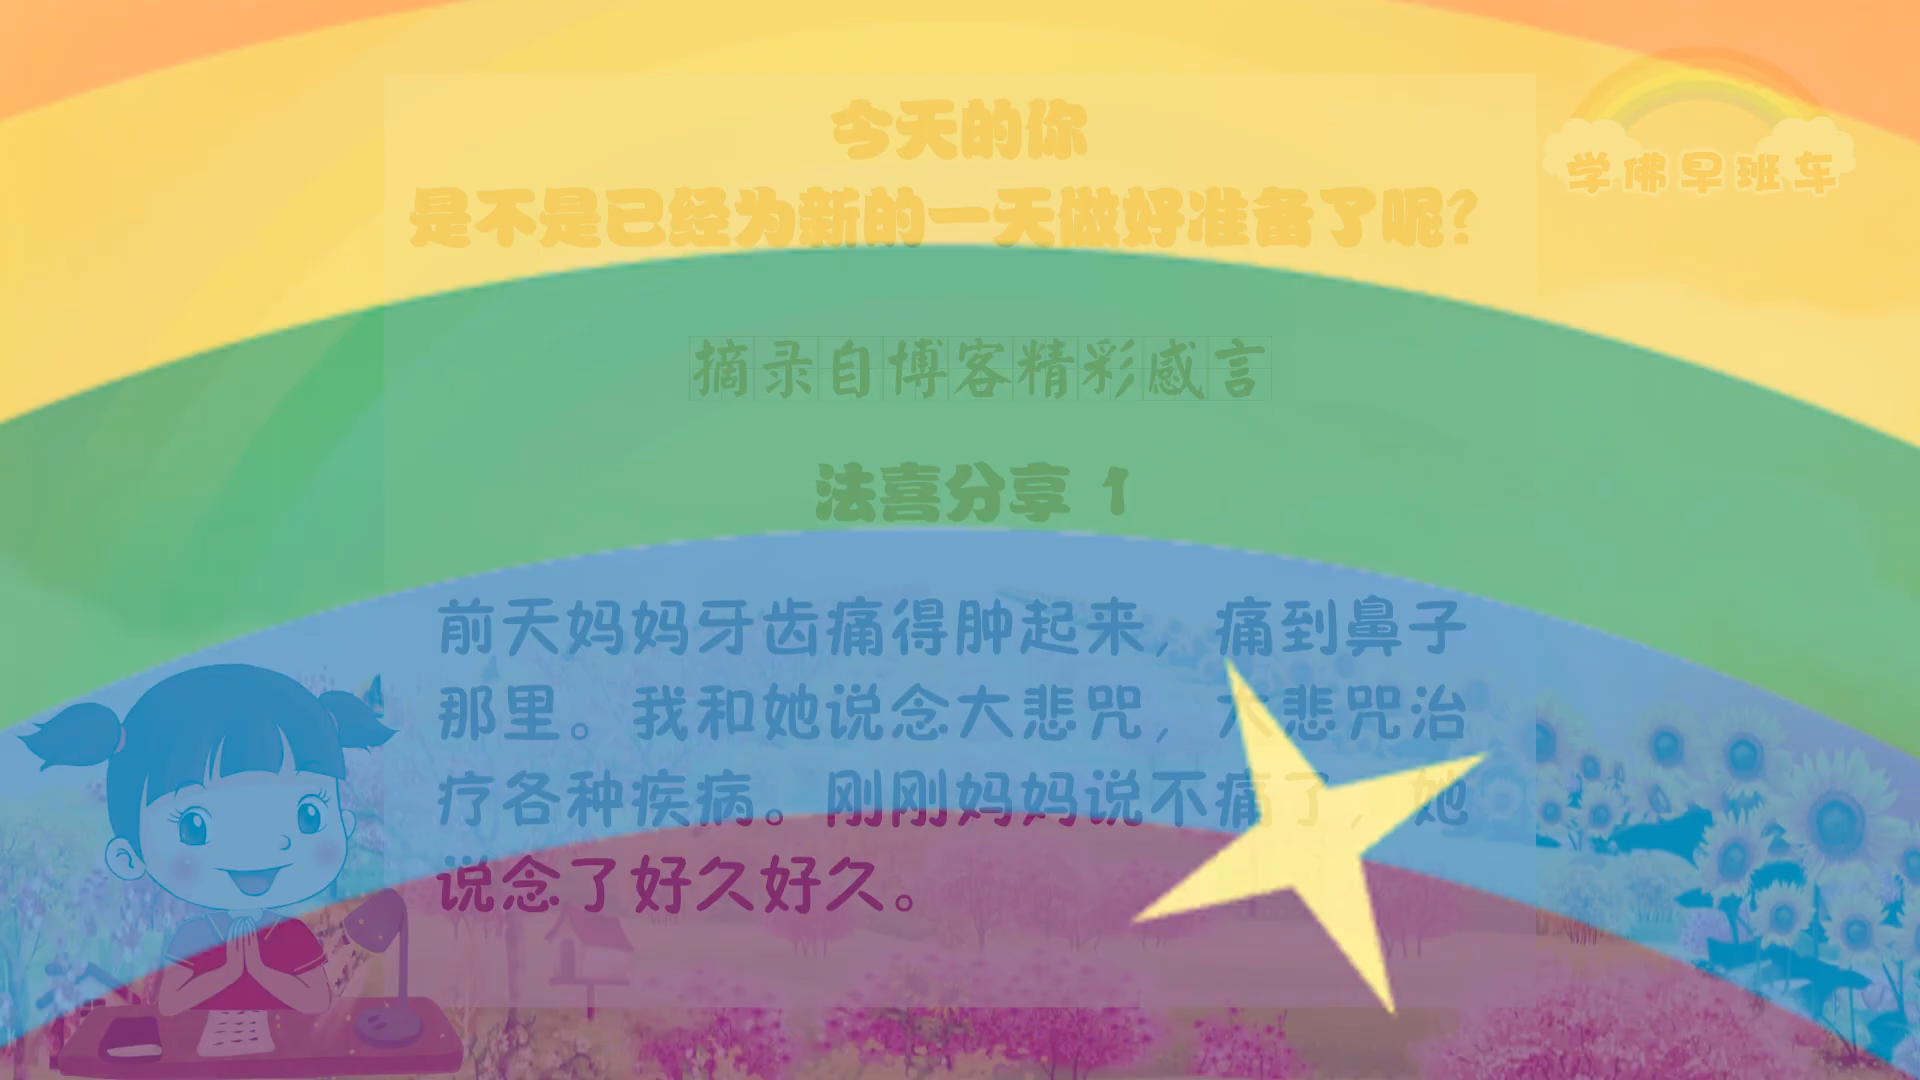 今天的你
学佛早班车
是不是已经为新的一天做好准备了呢?
摘录自博客精彩感言
法喜分享 1
前天妈妈牙齿痛得肿起来，痛到鼻子
那里。我和她说念大悲咒，大悲咒治
疗各种疾病。刚刚妈妈说不痛了，她
说念了好久好久。